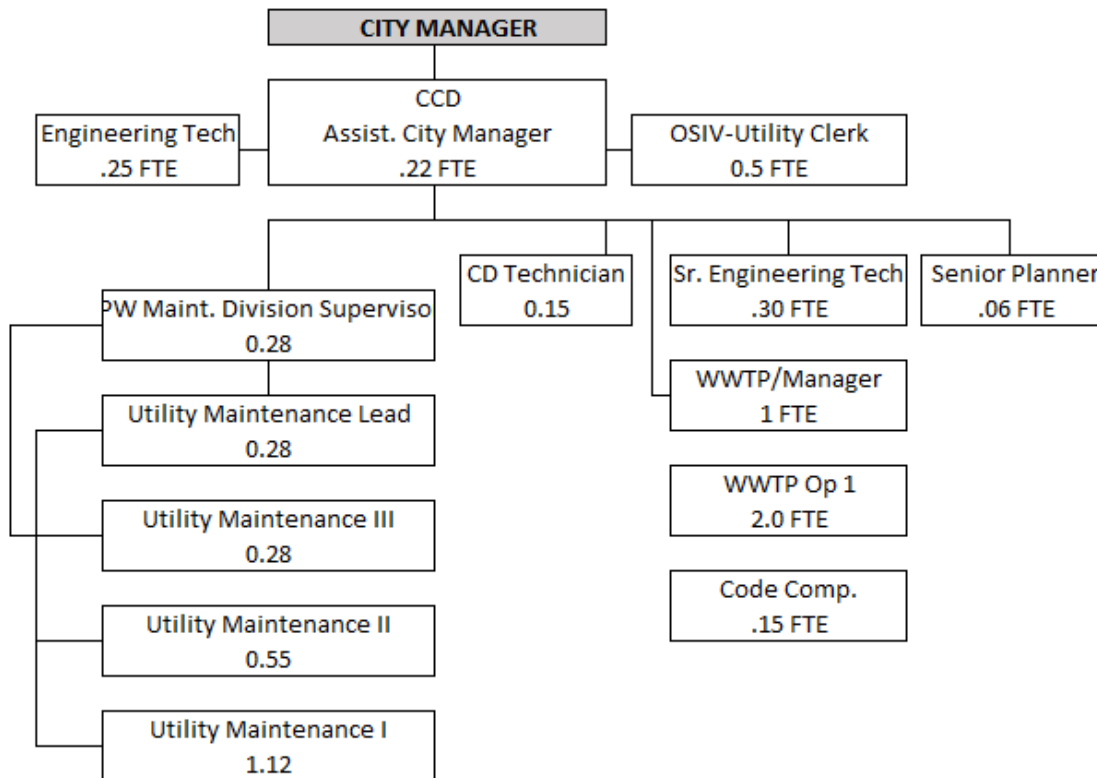 CITY MANAGER
CCD
Assist. City Manager
.22 FTE
Engineering Tech
.25 FTE
OSIV-Utility Clerk
0.5 FTE
PW Maint. Division Superviso
0.28
CD Technician
0.15
Sr. Engineering Tech
.30 FTE
Senior Planner
.06 FTE
Utility Maintenance Lead
0.28
WWTP/Manager
1 FTE
Utility Maintenance III
0.28
WWTP Op 1
2.0 FTE
Utility Maintenance II
0.55
Code Comp.
.15 FTE
Utility Maintenance I
1.12